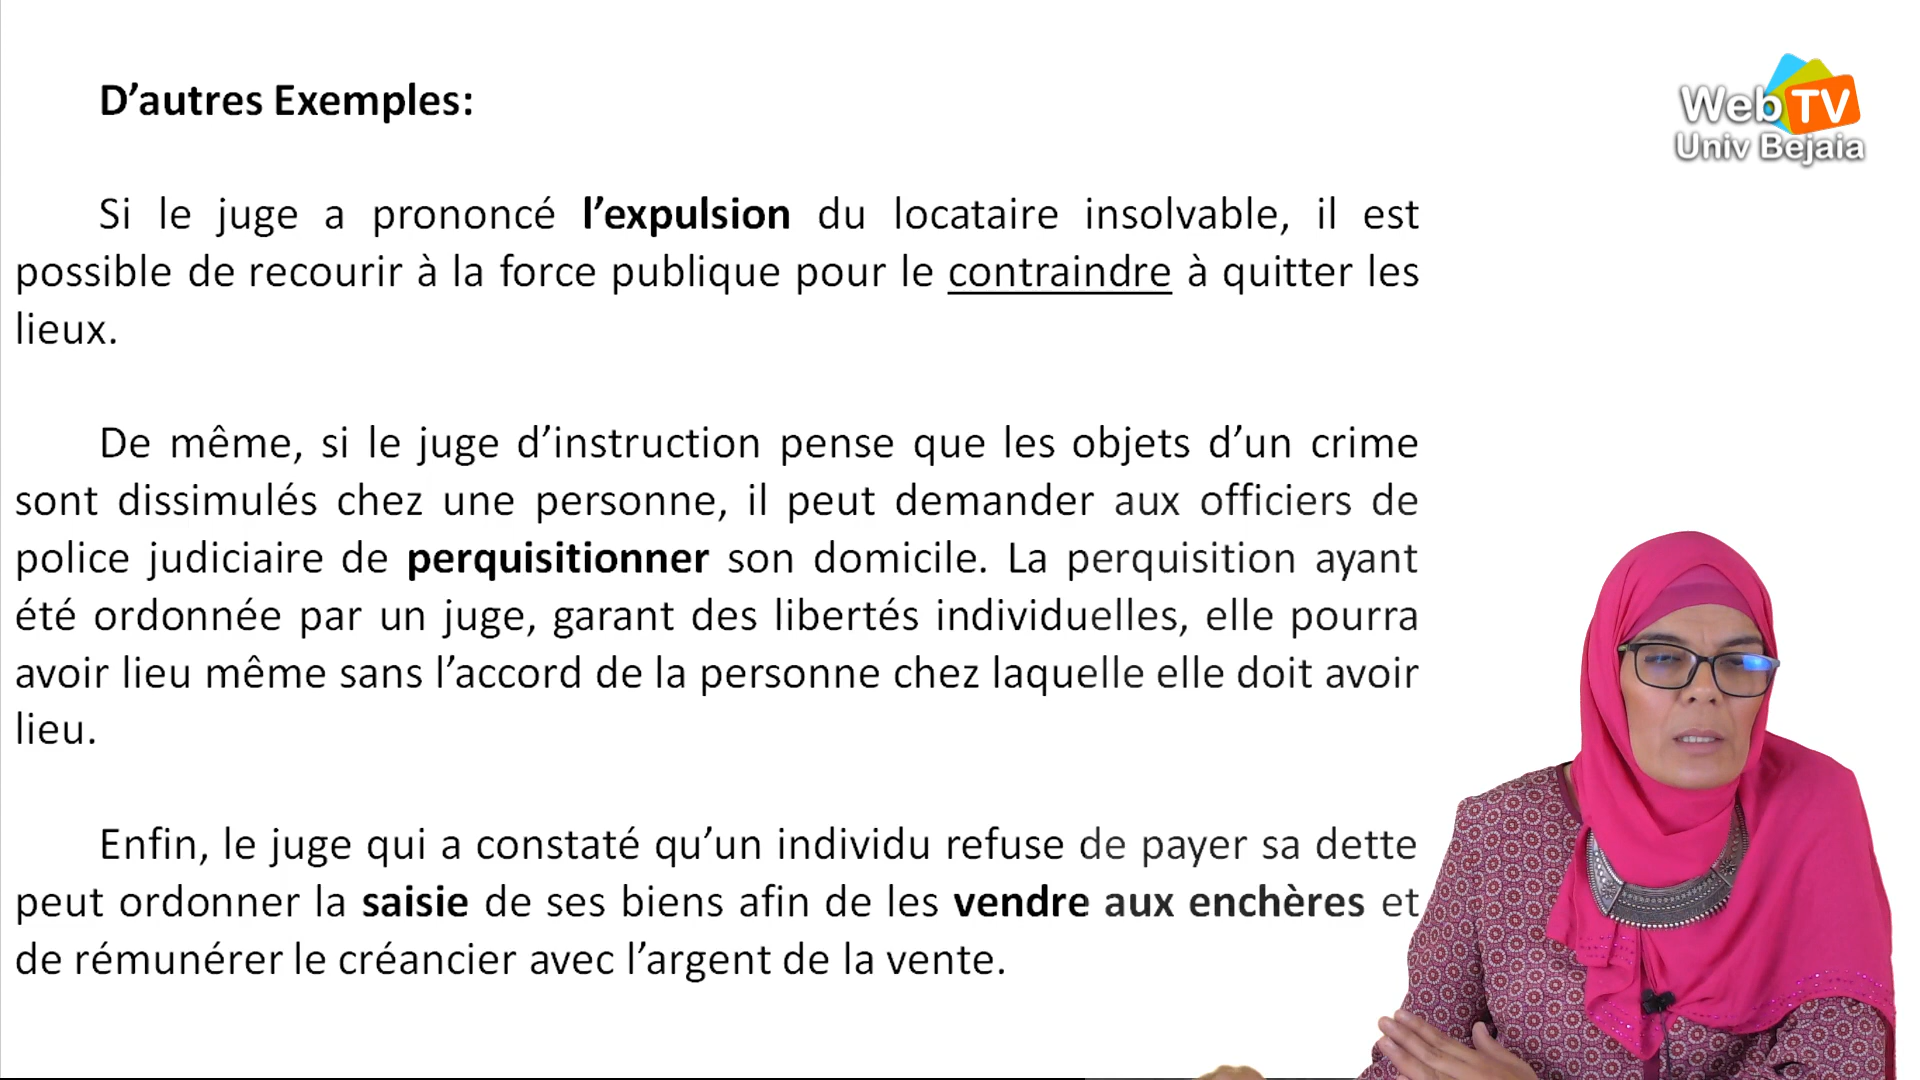 D’autres Exemples:
Web TV
Univ Bejaia
Si le juge a prononcé l’expulsion du locataire insolvable, il est
possible de recourir à la force publique pour le contraindre à quitter les
lieux.
De même, si le juge d’instruction pense que les objets d’un crime
sont dissimulés chez une personne, il peut demander aux officiers de
police judiciaire de perquisitionner son domicile. La perquisition ayant
été ordonnée par un juge, garant des libertés individuelles, elle pourra
avoir lieu même sans l’accord de la personne chez laquelle elle doit avoir
lieu.
Enfin, le juge qui a constaté qu’un individu refuse de payer sa dette
peut ordonner la saisie de ses biens afin de les vendre aux enchères et
de rémunérer le créancier avec l’argent de la vente.